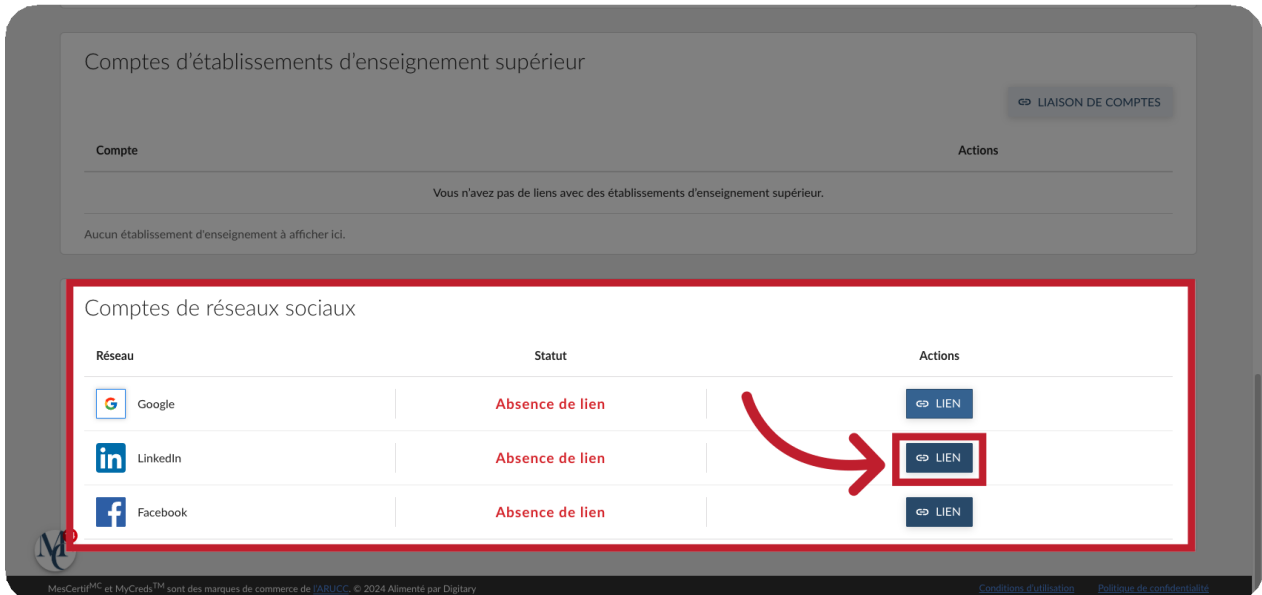 Comptes d'établissements d'enseignement supérieur
LIAISON DE COMPTES
Compte Actions
Vous n'avez pas de liens avec des établissements d'enseignement supérieur.
Aucun établissement d'enseignement à afficher ici.
Comptes de réseaux sociaux
Réseau Statut Actions
Google Absence de lien LIEN
LinkedIn Absence de lien LIEN
Facebook Absence de lien LIEN
MC
MesCertifMC et MyCredsTM sont des marques de commerce de l'ARUCC. © 2024 Alimenté par Digitary Conditions d'utilisation Politique de confidentialité